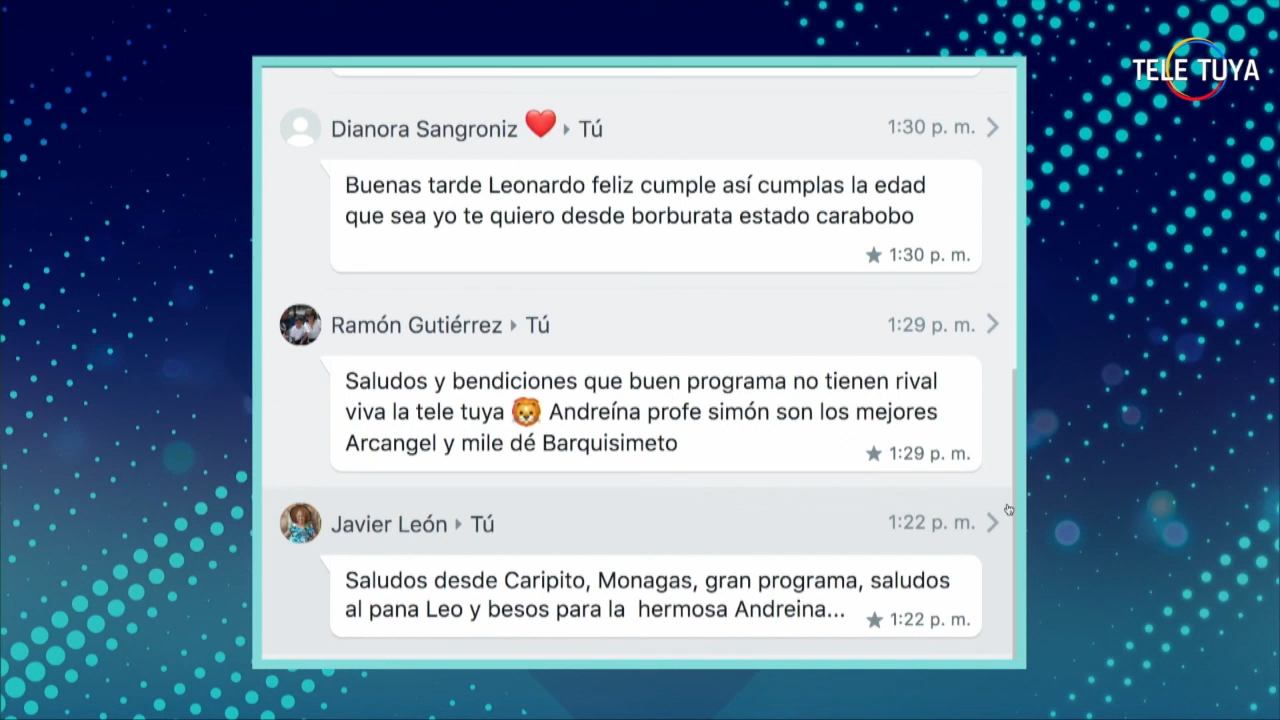 TELE TUYA
Dianora Sangroniz ❤️ ▸ Tú
1:30 p. m.
Buenas tarde Leonardo feliz cumple así cumplas la edad
que sea yo te quiero desde borburata estado carabobo
★ 1:30 p. m.
Ramón Gutiérrez ▸ Tú
1:29 p. m.
Saludos y bendiciones que buen programa no tienen rival
viva la tele tuya 🦁 Andreína profe simón son los mejores
Arcangel y mile dé Barquisimeto
★ 1:29 p. m.
Javier León ▸ Tú
1:22 p. m.
Saludos desde Caripito, Monagas, gran programa, saludos
al pana Leo y besos para la  hermosa Andreina...
★ 1:22 p. m.